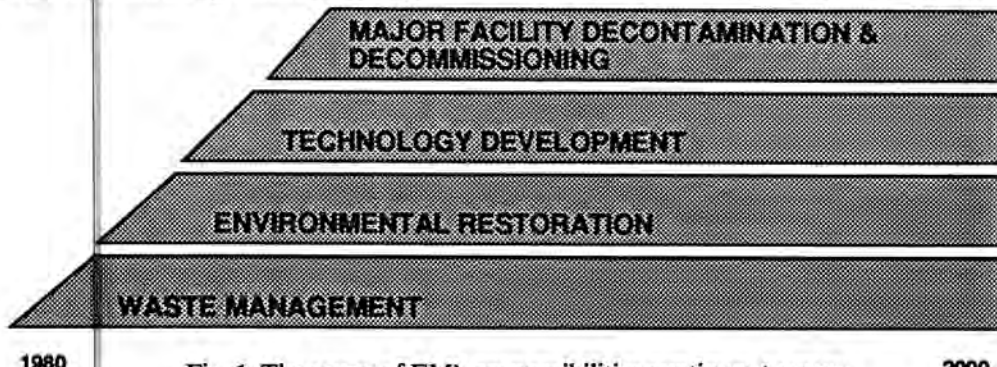 MAJOR FACILITY DECONTAMINATION &
DECOMMISSIONING
TECHNOLOGY DEVELOPMENT
ENVIRONMENTAL RESTORATION
WASTE MANAGEMENT
1980
2000